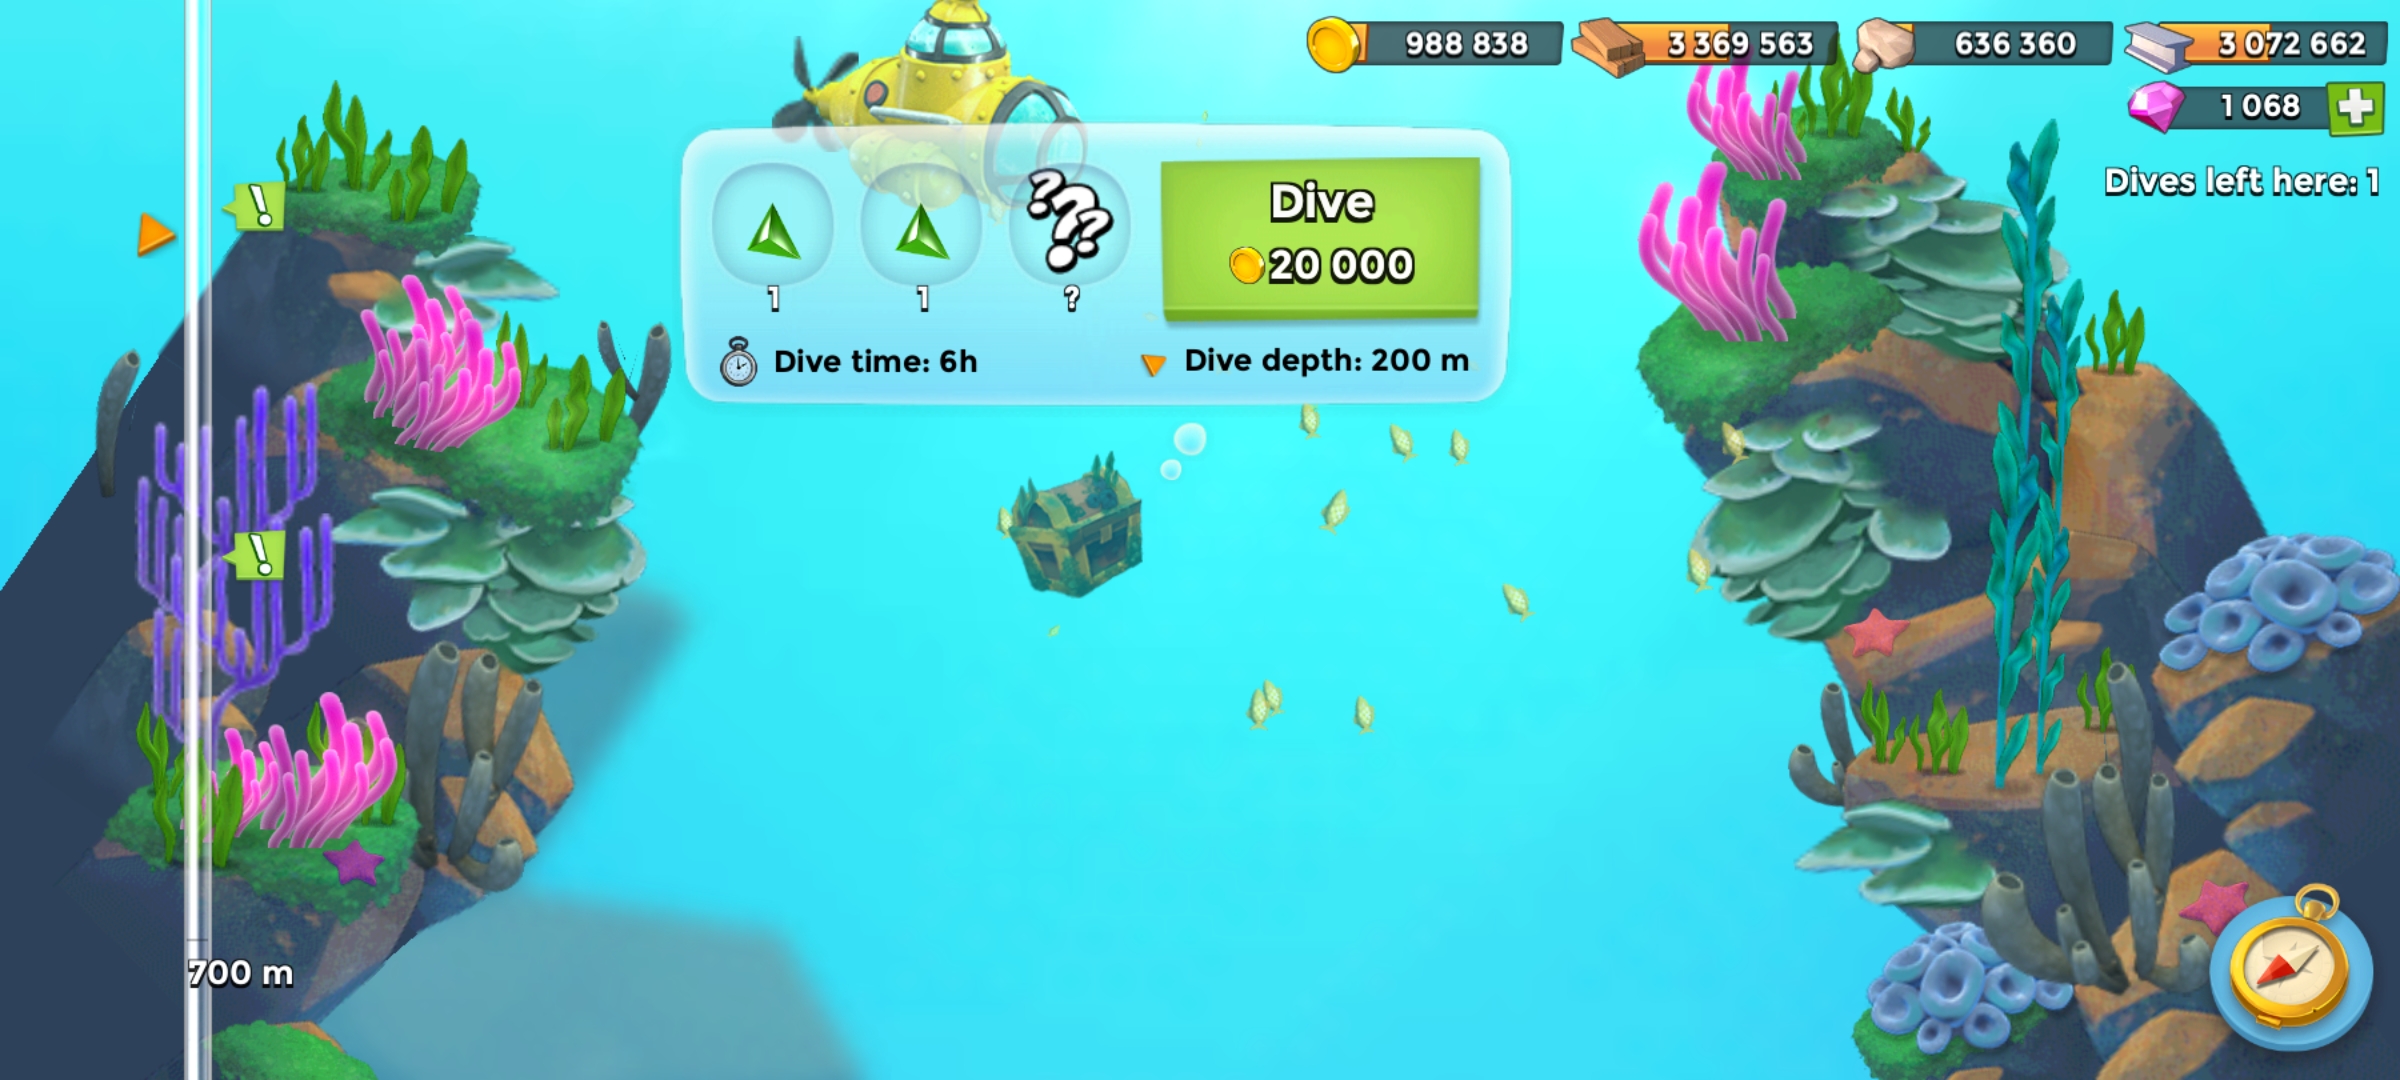 988 838
3 369 563
636 360
3 072 662
1 068
Dives left here: 1
Dive
20 000
1
1
?
Dive time: 6h
Dive depth: 200 m
!
!
700 m